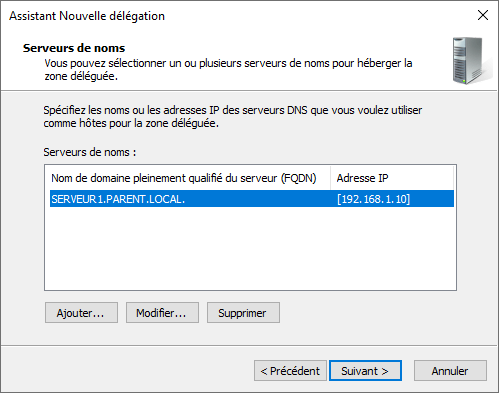 Assistant Nouvelle délégation
Serveurs de noms
Vous pouvez sélectionner un ou plusieurs serveurs de noms pour héberger la
zone déléguée.
Spécifiez les noms ou les adresses IP des serveurs DNS que vous voulez utiliser
comme hôtes pour la zone déléguée.
Serveurs de noms :
Nom de domaine pleinement qualifié du serveur (FQDN) Adresse IP
SERVEUR1.PARENT.LOCAL. [192.168.1.10]
Ajouter... Modifier... Supprimer
< Précédent Suivant > Annuler